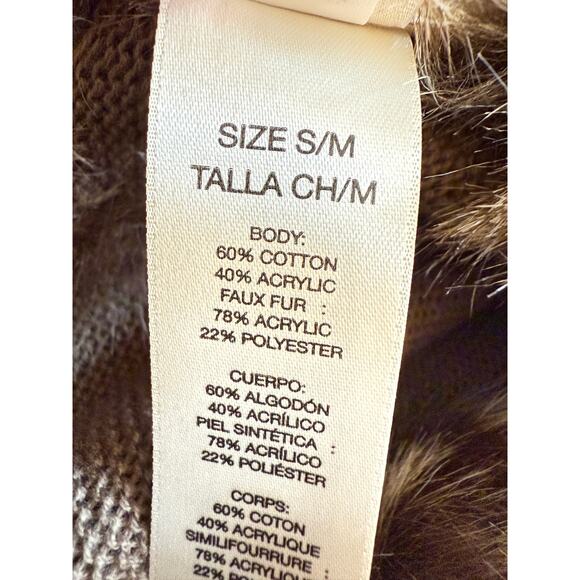 SIZE S/M
TALLA CH/M
BODY:
60% COTTON
40% ACRYLIC
FAUX FUR :
78% ACRYLIC
22% POLYESTER
CUERPO:
60% ALGODÓN
40% ACRÍLICO
PIEL SINTÉTICA :
78% ACRÍLICO
22% POLIÉSTER
CORPS:
60% COTON
40% ACRYLIQUE
SIMILIFOURRURE :
78% ACRYLIQUE
22%